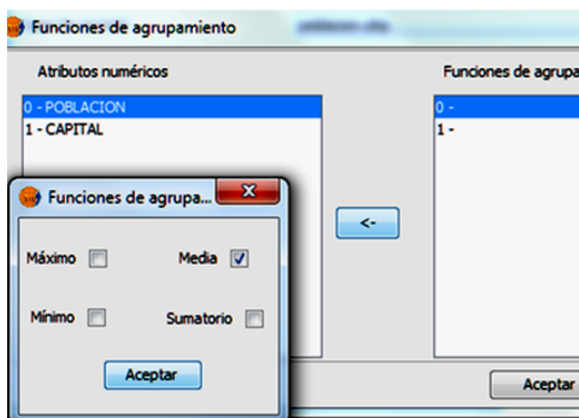 Funciones de agrupamiento
Atributos numéricos
Funciones de agrupa
0 - POBLACION
1 - CAPITAL
0 -
1 -
<-
Funciones de agrupa...
Máximo
Media
Mínimo
Sumatorio
Aceptar
Aceptar